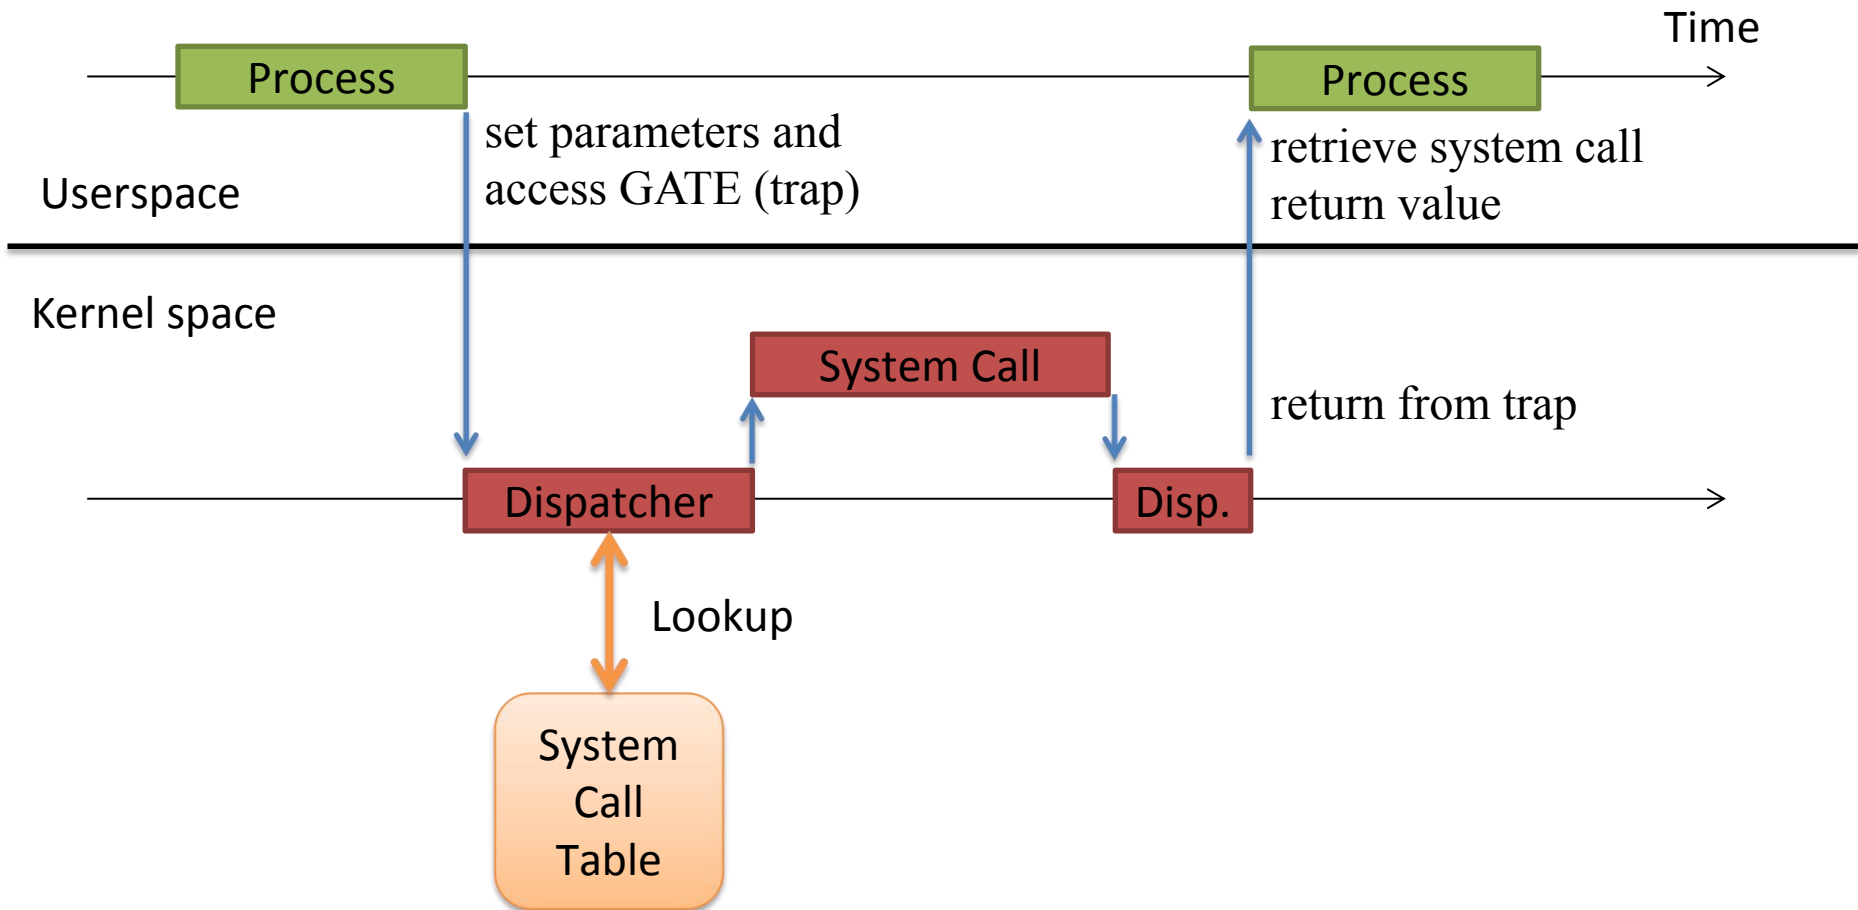 Time
Process
Process
set parameters and
access GATE (trap)
retrieve system call
return value
Userspace
Kernel space
System Call
return from trap
Dispatcher
Disp.
Lookup
System
Call
Table